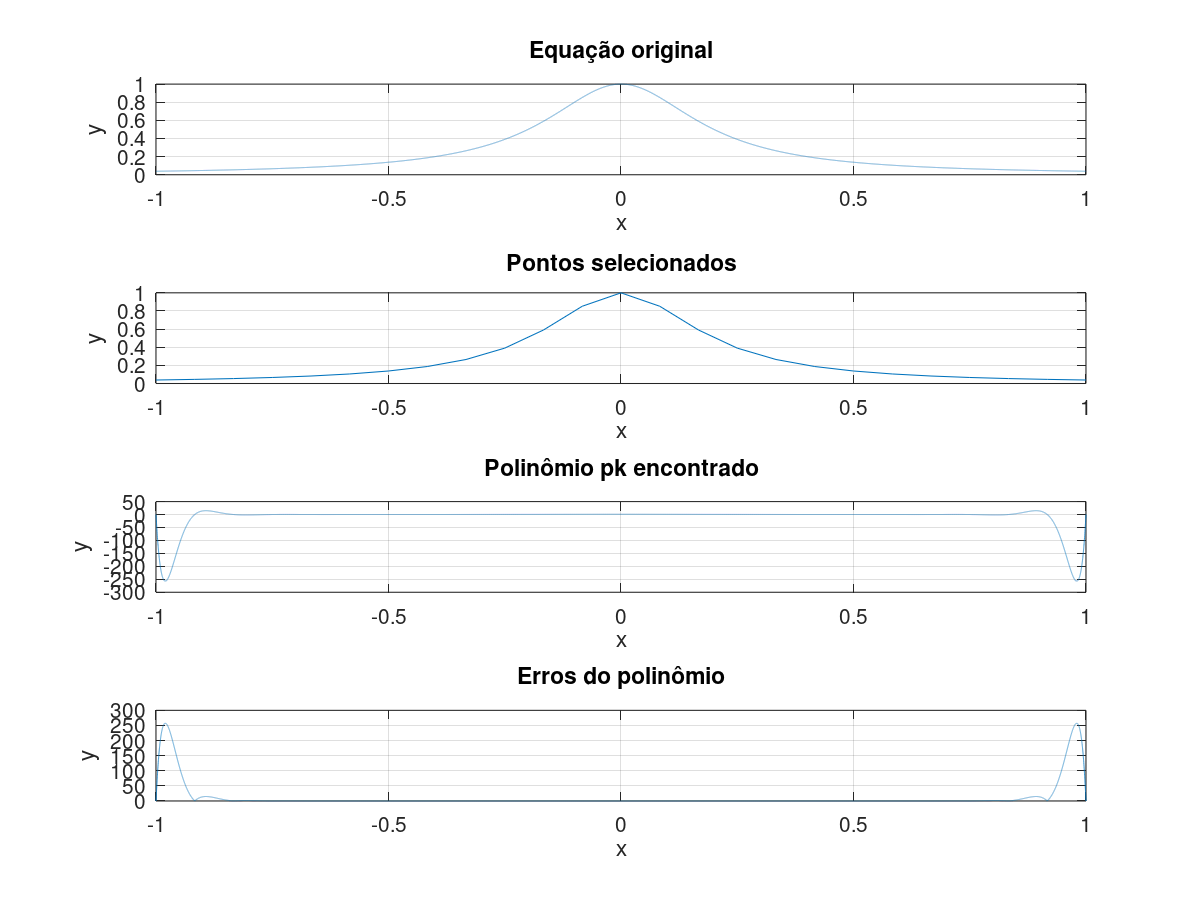 Equação original
1
0.8
0.6
0.4
0.2
0
y
-1 -0.5 0 0.5 1
x
Pontos selecionados
1
0.8
0.6
0.4
0.2
0
y
-1 -0.5 0 0.5 1
x
Polinômio pk encontrado
50
0
-50
-100
-150
-200
-250
-300
y
-1 -0.5 0 0.5 1
x
Erros do polinômio
300
250
200
150
100
50
0
y
-1 -0.5 0 0.5 1
x